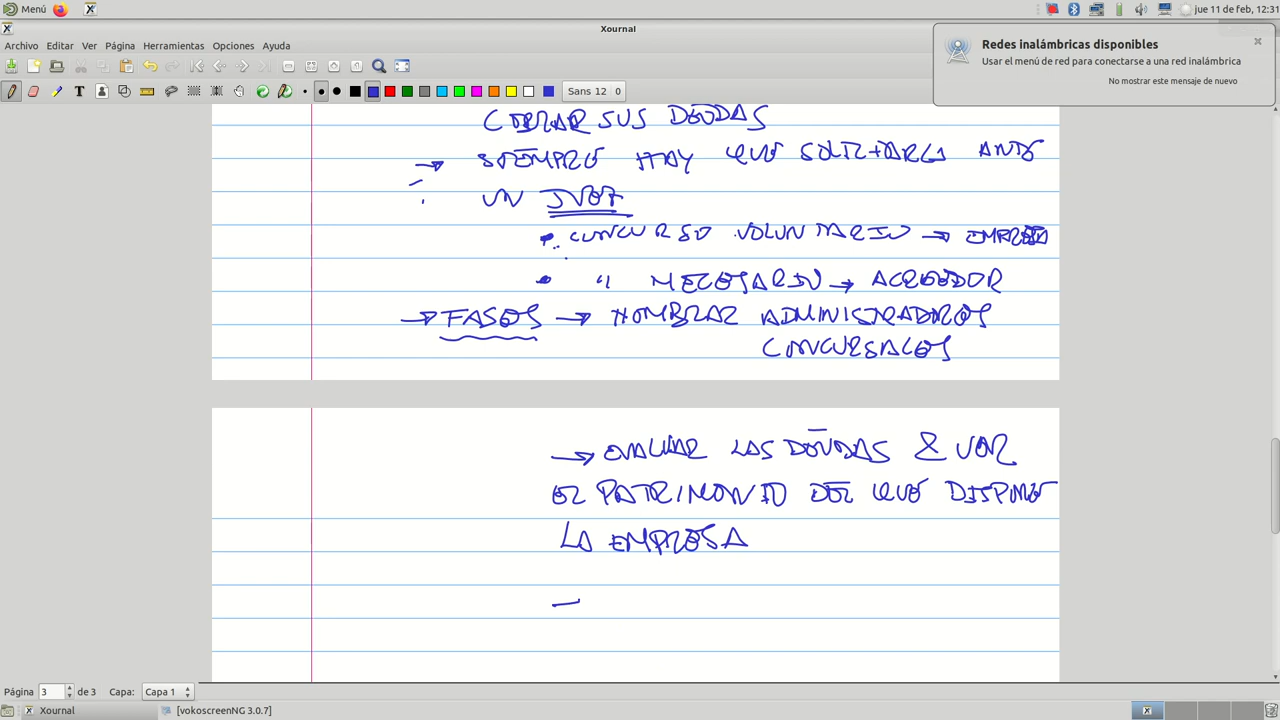 Menú
jue 11 de feb, 12:31
Xournal
Archivo Editar Ver Página Herramientas Opciones Ayuda
Redes inalámbricas disponibles
Usar el menú de red para conectarse a una red inalámbrica
No mostrar este mensaje de nuevo
Sans 12 0
COBRAR SUS DEUDAS
→ SIEMPRE HAY QUE SOLICITARLA ANTE
UN JUEZ
• CONCURSO VOLUNTARIO → EMPRESA
• " NECESARIO → ACREEDOR
→ FASES → NOMBRAR ADMINISTRADORES
CONCURSALES
→ EVALUAR LAS DEUDAS & VER
EL PATRIMONIO DEL QUE DISPONE
LA EMPRESA
Página 3 de 3 Capa: Capa 1
Xournal [vokoscreenNG 3.0.7]